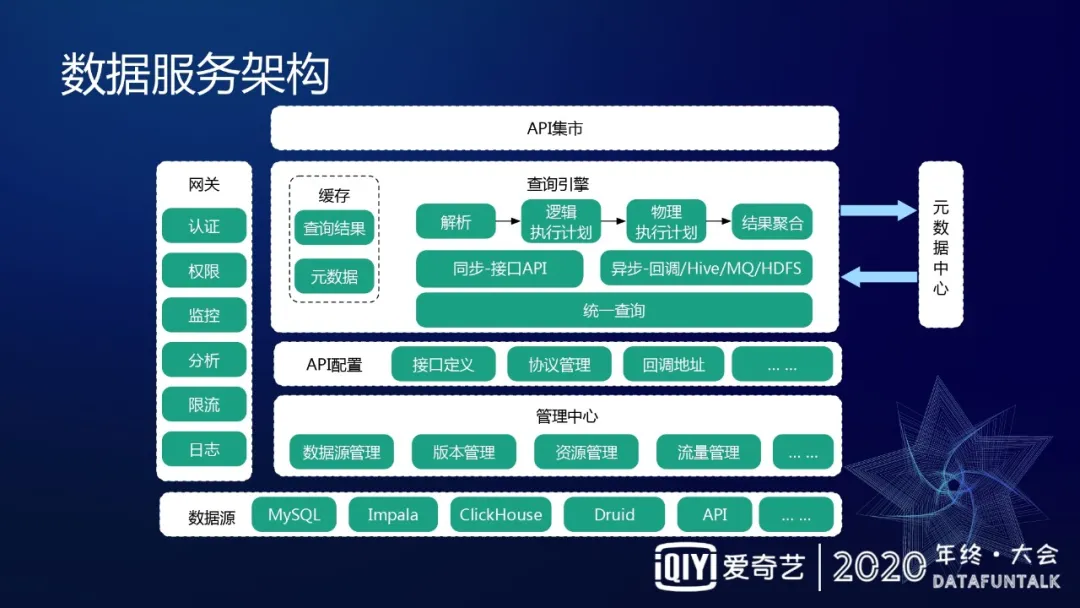 数据服务架构
API集市
网关
认证
权限
监控
分析
限流
日志
缓存
查询结果
元数据
查询引擎
解析
逻辑
执行计划
物理
执行计划
结果聚合
同步-接口API
异步-回调/Hive/MQ/HDFS
统一查询
元
数
据
中
心
API配置
接口定义
协议管理
回调地址
... ...
管理中心
数据源管理
版本管理
资源管理
流量管理
... ...
数据源
MySQL
Impala
ClickHouse
Druid
API
... ...
iQIY 爱奇艺
2020
年终·大会
DATAFUNTALK